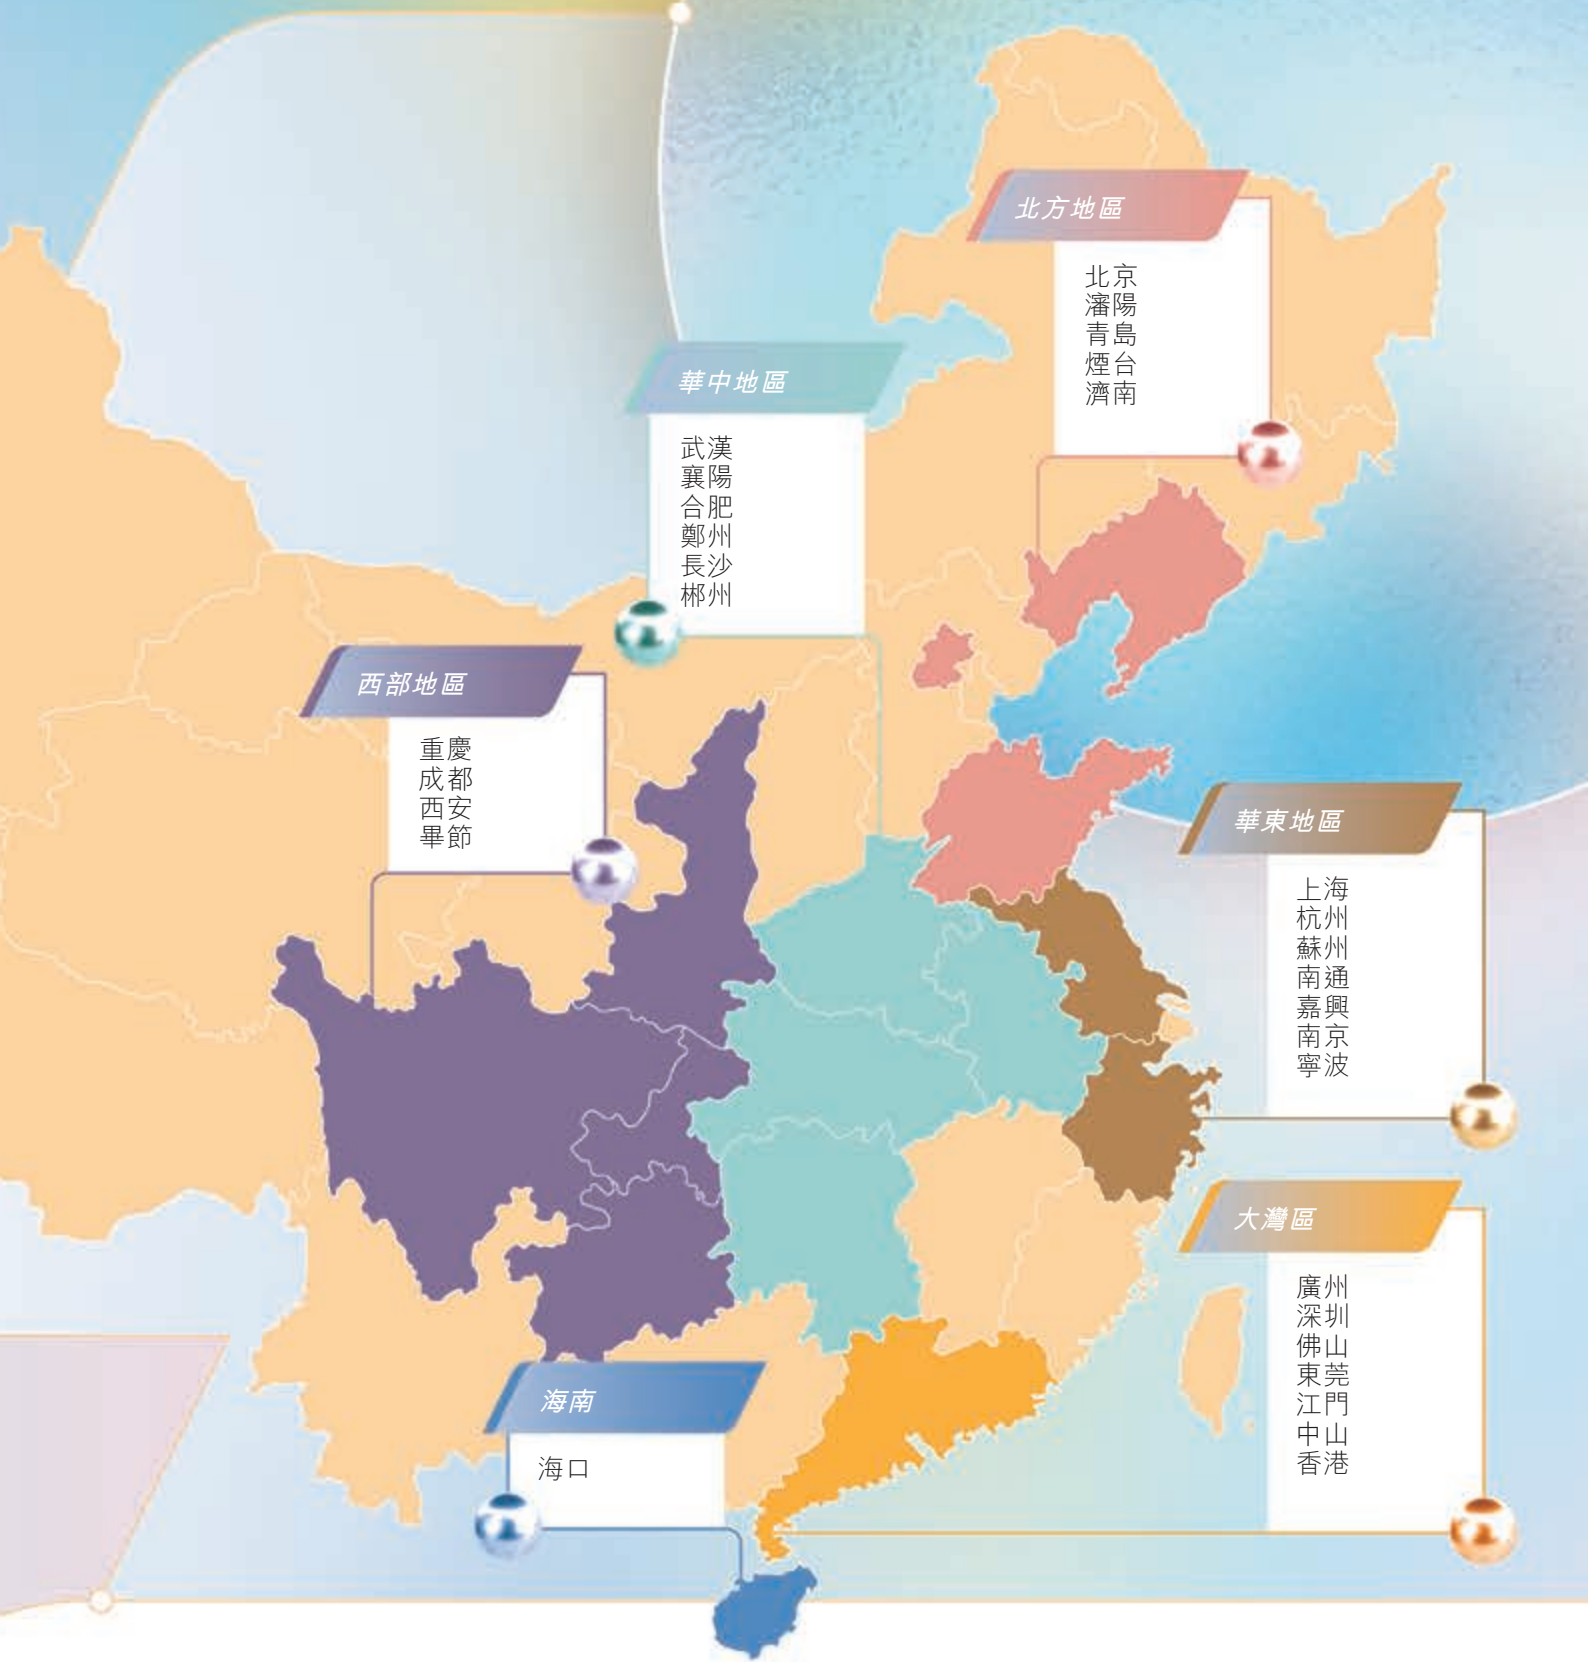 北方地區
北京
瀋陽
青島
煙台
濟南
華中地區
武漢
襄陽
合肥
鄭州
長沙
郴州
西部地區
重慶
成都
西安
畢節
華東地區
上海
杭州
蘇州
南通
嘉興
南京
寧波
大灣區
廣州
深圳
佛山
東莞
江門
中山
香港
海南
海口